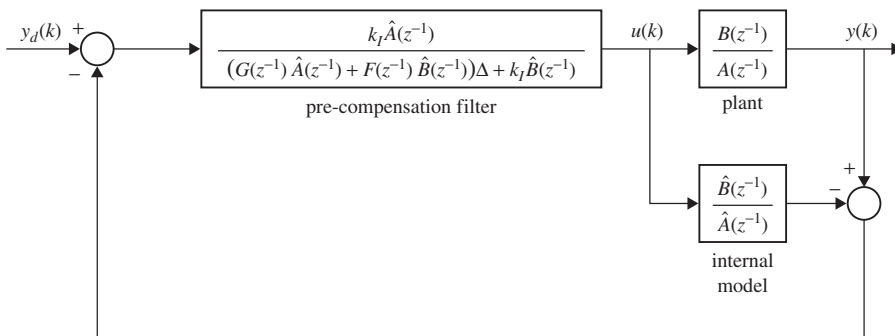 y_d(k)
+
−
k_I Â(z⁻¹)
(G(z⁻¹) Â(z⁻¹) + F(z⁻¹) B̂(z⁻¹))Δ + k_I B̂(z⁻¹)
pre-compensation filter
u(k)
B(z⁻¹)
A(z⁻¹)
plant
y(k)
B̂(z⁻¹)
Â(z⁻¹)
internal
model
+
−